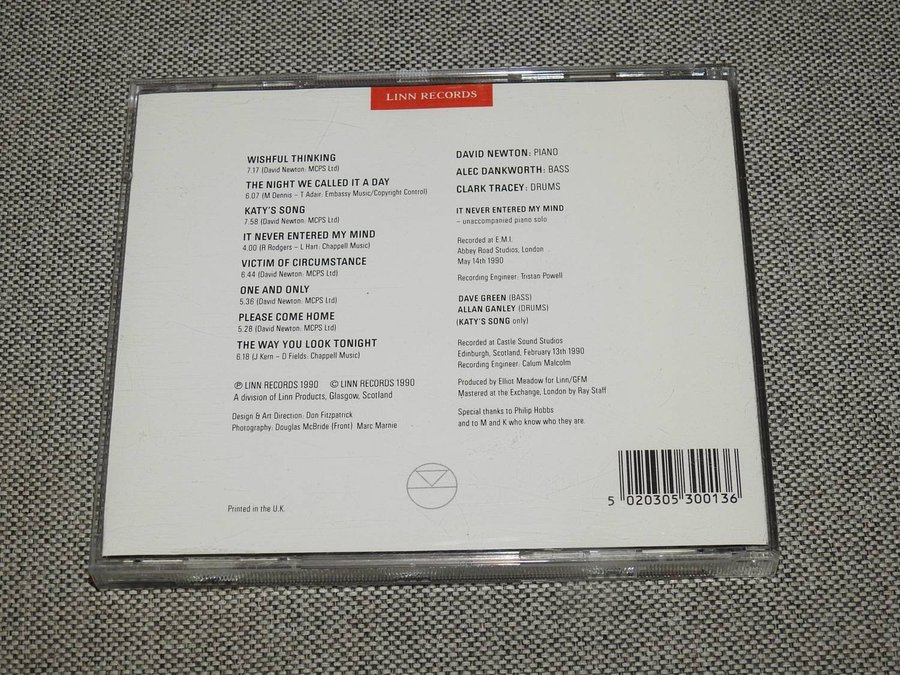 LINN RECORDS
WISHFUL THINKING
7.17 (David Newton: MCPS Ltd)
THE NIGHT WE CALLED IT A DAY
6.07 (M Dennis – T Adair: Embassy Music/Copyright Control)
KATY'S SONG
7.58 (David Newton: MCPS Ltd)
IT NEVER ENTERED MY MIND
4.00 (R Rodgers – L Hart: Chappell Music)
VICTIM OF CIRCUMSTANCE
6.44 (David Newton: MCPS Ltd)
ONE AND ONLY
5.36 (David Newton: MCPS Ltd)
PLEASE COME HOME
5.28 (David Newton: MCPS Ltd)
THE WAY YOU LOOK TONIGHT
6.18 (J Kern – D Fields: Chappell Music)
℗ LINN RECORDS 1990 © LINN RECORDS 1990
A division of Linn Products, Glasgow, Scotland
Design & Art Direction: Don Fitzpatrick
Photography: Douglas McBride (Front) Marc Marnie
Printed in the U.K.
DAVID NEWTON: PIANO
ALEC DANKWORTH: BASS
CLARK TRACEY: DRUMS
IT NEVER ENTERED MY MIND
– unaccompanied piano solo
Recorded at E.M.I.
Abbey Road Studios, London
May 14th 1990
Recording Engineer: Tristan Powell
DAVE GREEN (BASS)
ALLAN GANLEY (DRUMS)
(KATY'S SONG only)
Recorded at Castle Sound Studios
Edinburgh, Scotland, February 13th 1990
Recording Engineer: Calum Malcolm
Produced by Elliot Meadow for Linn/GFM
Mastered at the Exchange, London by Ray Staff
Special thanks to Philip Hobbs
and to M and K who know who they are.
5 020305 300136